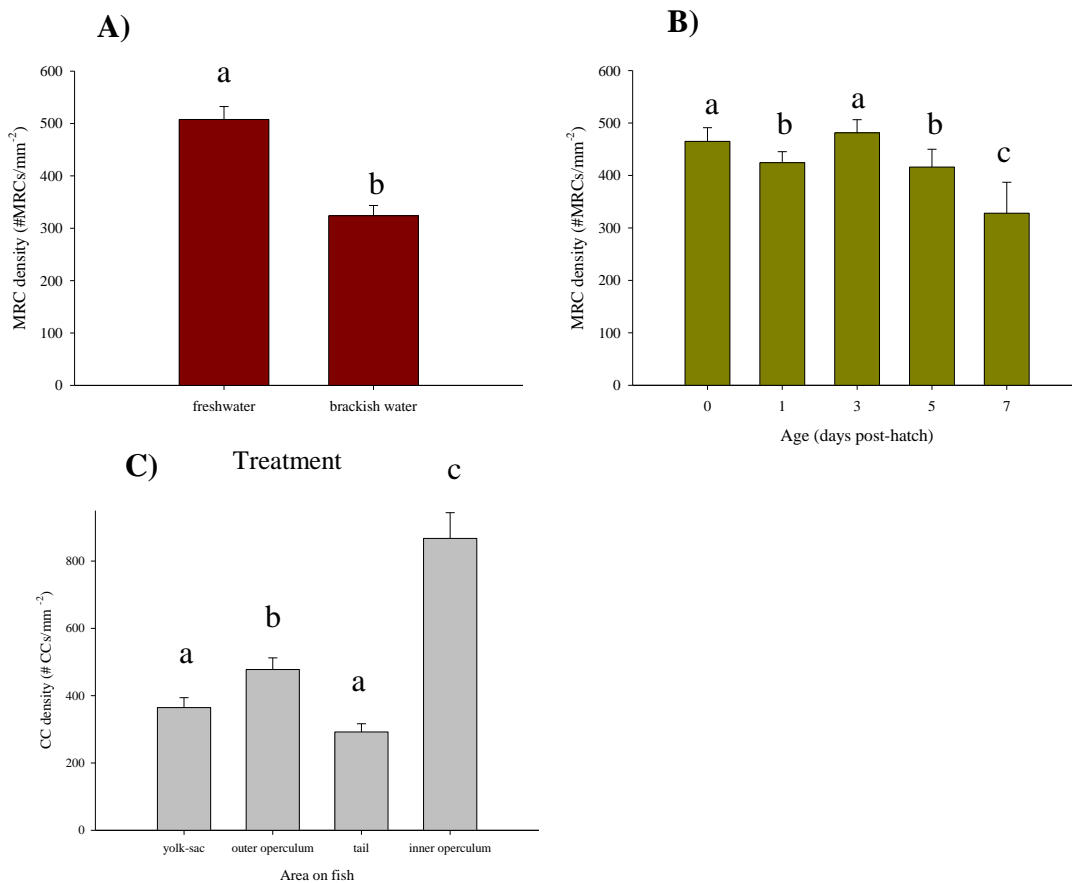 A)
MRC density (#MRCs/mm-2)
600
500
400
300
200
100
0
a
b
freshwater
brackish water
Treatment
B)
MRC density (#MRCs/mm-2)
600
500
400
300
200
100
0
a
b
a
b
c
0
1
3
5
7
Age (days post-hatch)
C)
CC density (# CCs/mm -2)
800
600
400
200
0
a
b
a
c
yolk-sac
outer operculum
tail
inner operculum
Area on fish